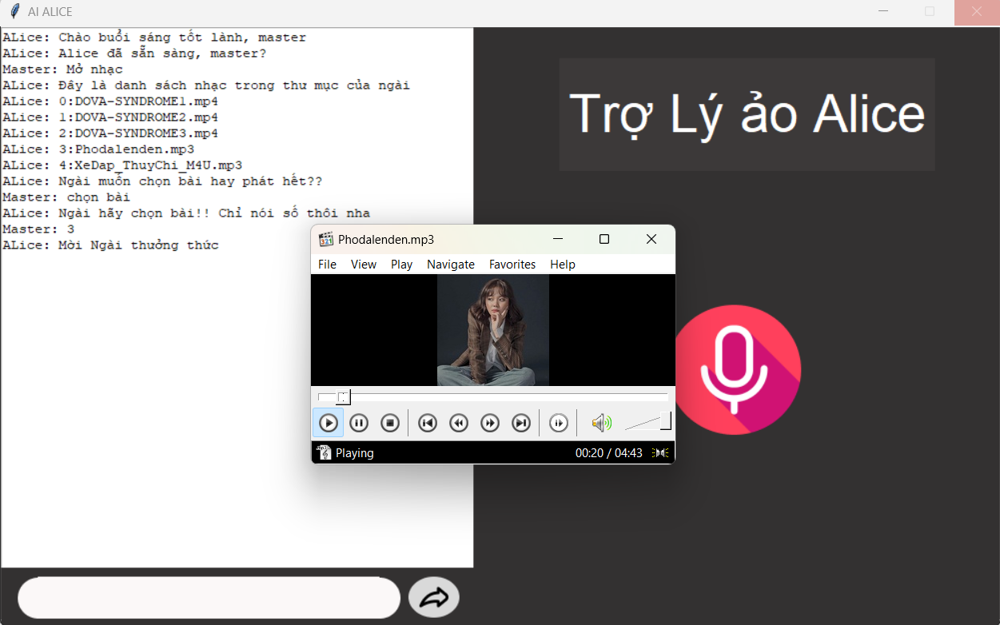 AI ALICE
ALice: Chào buổi sáng tốt lành, master
ALice: Alice đã sẵn sàng, master?
Master: Mở nhạc
ALice: Đây là danh sách nhạc trong thư mục của ngài
ALice: 0:DOVA-SYNDROME1.mp4
ALice: 1:DOVA-SYNDROME2.mp4
ALice: 2:DOVA-SYNDROME3.mp4
ALice: 3:Phodalenden.mp3
ALice: 4:XeDap_ThuyChi_M4U.mp3
ALice: Ngài muốn chọn bài hay phát hết??
Master: chọn bài
ALice: Ngài hãy chọn bài!! Chỉ nói số thôi nha
Master: 3
ALice: Mời Ngài thưởng thức
Trợ Lý ảo Alice
Phodalenden.mp3
File View Play Navigate Favorites Help
Playing 00:20 / 04:43